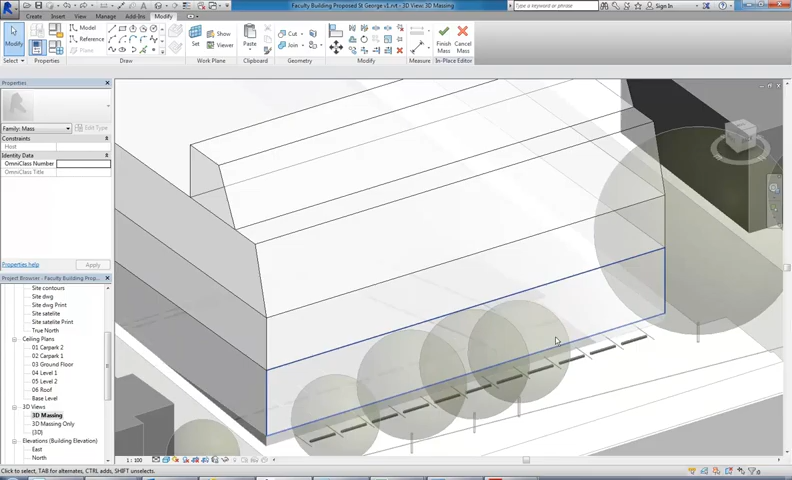 Faculty Building Proposed St George v1.rvt - 3D View: 3D Massing
Type a keyword or phrase
Sign In
Create Insert View Manage Add-Ins Modify
Modify
Model
Reference
Plane
Set
Show
Viewer
Paste
Cut
Join
Finish Mass
Cancel Mass
Select Properties Draw Work Plane Clipboard Geometry Modify Measure In-Place Editor
Properties
Family: Mass
Edit Type
Constraints
Host
Identity Data
OmniClass Number
OmniClass Title
Properties help
Apply
Project Browser - Faculty Building Prop...
Site contours
Site dwg
Site dwg Print
Site satelite
Site satelite Print
True North
Ceiling Plans
01 Carpark 2
02 Carpark 1
03 Ground Floor
04 Level 1
05 Level 2
06 Roof
Base Level
3D Views
3D Massing
3D Massing Only
{3D}
Elevations (Building Elevation)
East
North
1 : 100
Click to select, TAB for alternates, CTRL adds, SHIFT unselects.
:0